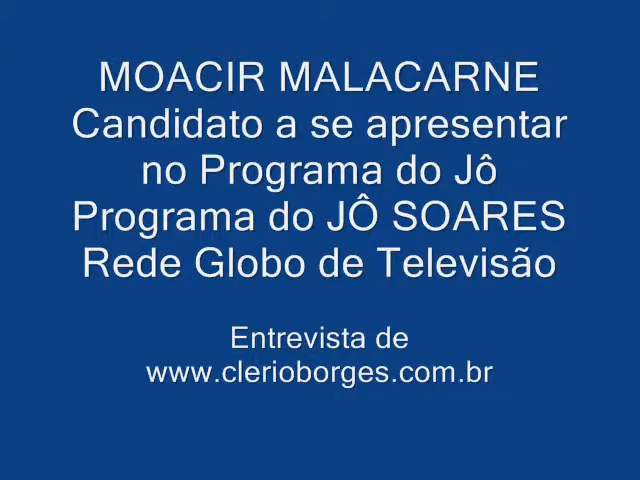 MOACIR MALACARNE
Candidato a se apresentar
no Programa do Jô
Programa do JÔ SOARES
Rede Globo de Televisão
Entrevista de
www.clerioborges.com.br